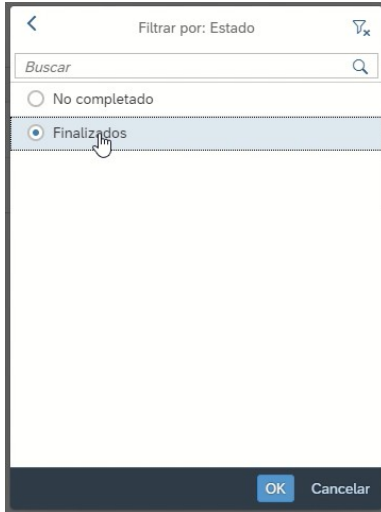 Filtrar por: Estado
Buscar
No completado
Finalizados
OK Cancelar